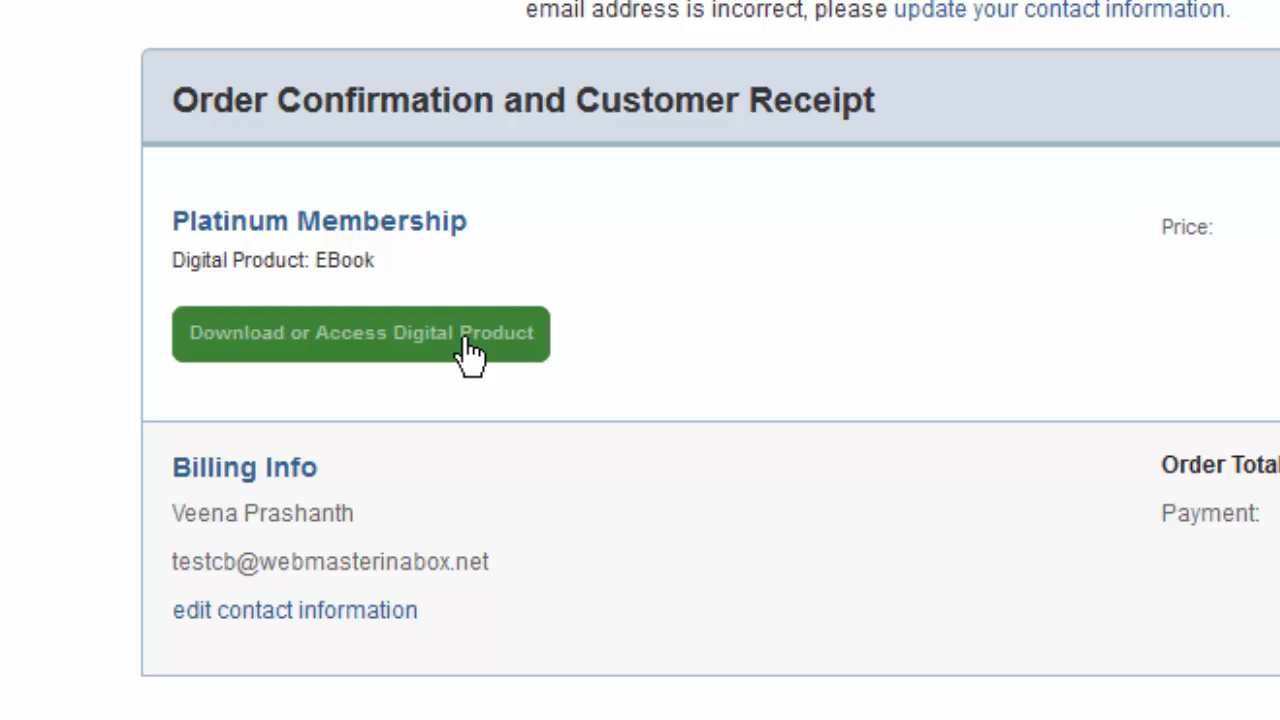 email address is incorrect, please update your contact information.
Order Confirmation and Customer Receipt
Platinum Membership
Price:
Digital Product: EBook
Download or Access Digital Product
Billing Info
Order Total
Veena Prashanth
Payment:
testcb@webmasterinabox.net
edit contact information